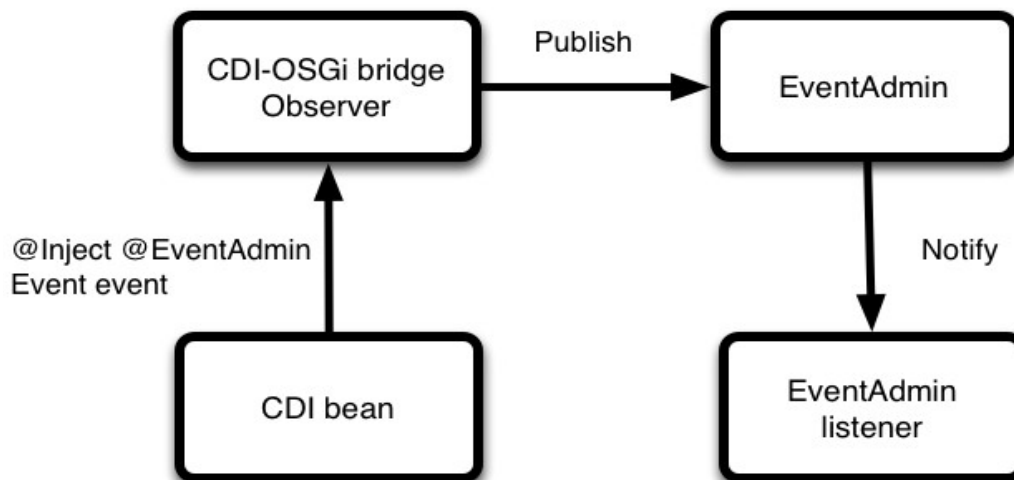 CDI-OSGi bridge
Observer
Publish
EventAdmin
@Inject @EventAdmin
Event event
Notify
CDI bean
EventAdmin
listener